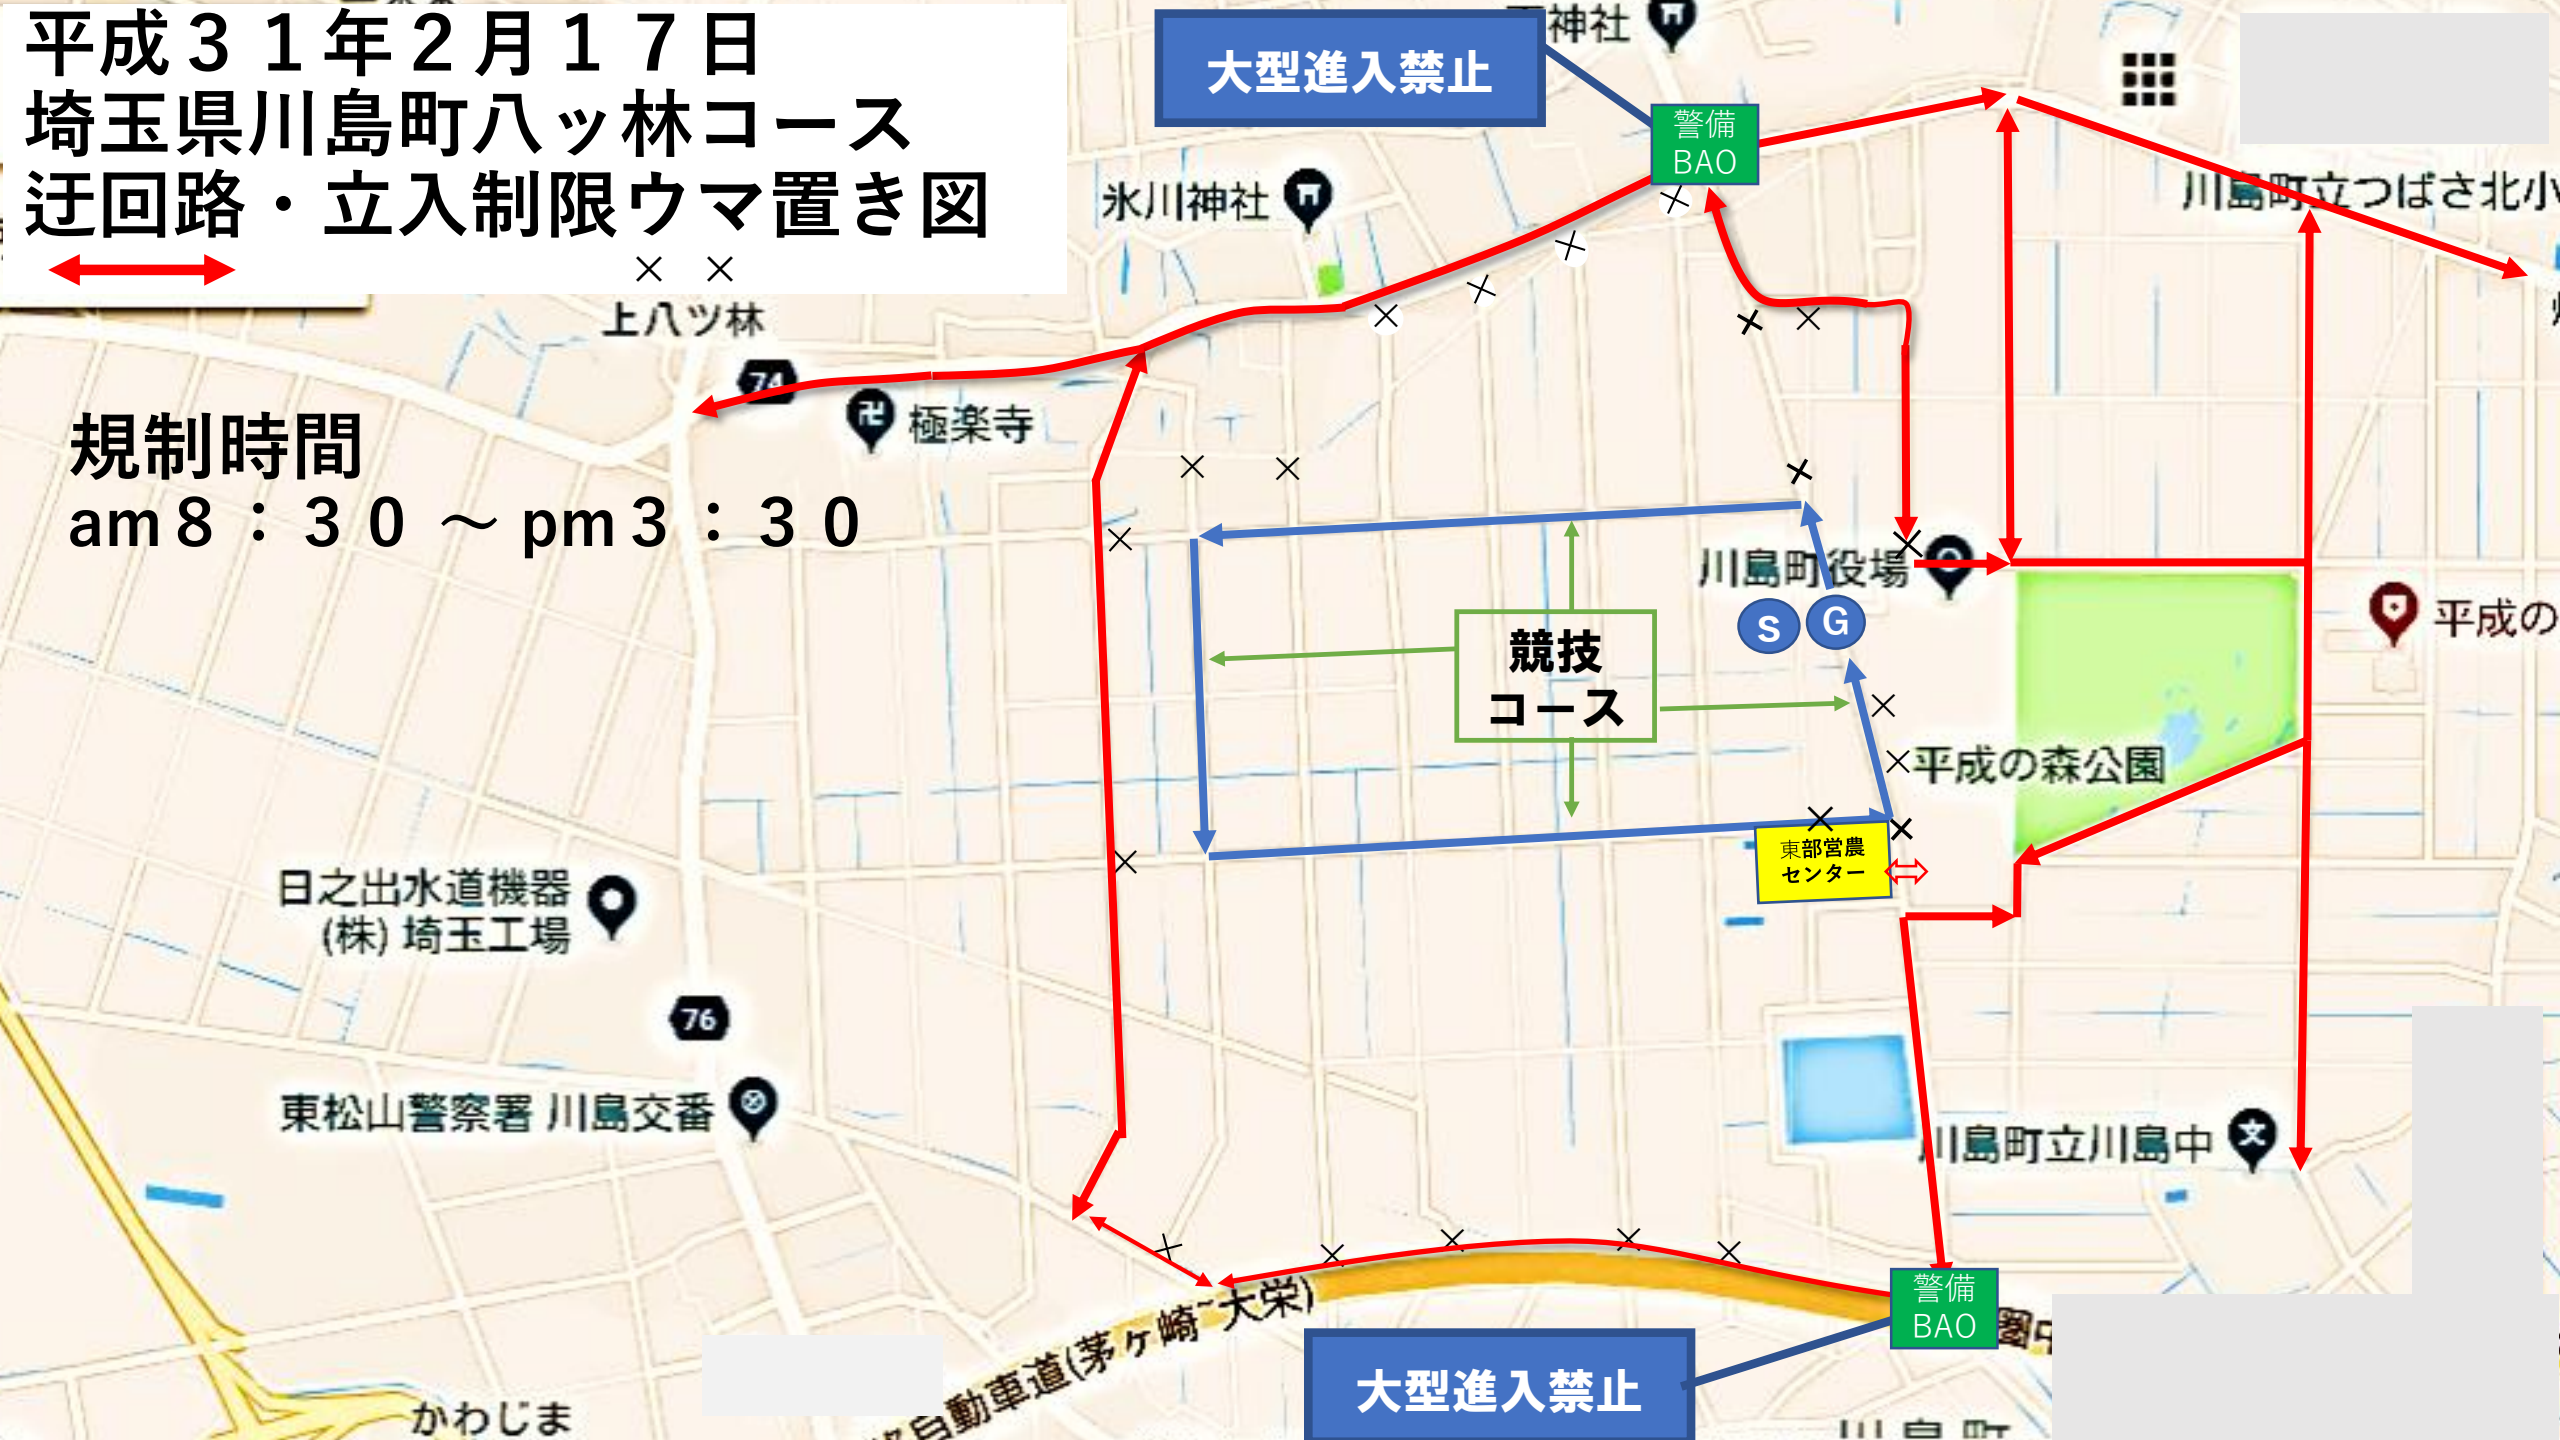 平成３１年２月１７日
埼玉県川島町八ッ林コース
迂回路・立入制限ウマ置き図
× ×
規制時間
am８：３０ ～ pm３：３０
大型進入禁止
神社
警備
BAO
川島町立つばさ北小
氷川神社
上八ツ林
74
極楽寺
川島町役場
平成の
競技
コース
S
G
平成の森公園
東部営農
センター
日之出水道機器
(株) 埼玉工場
76
東松山警察署 川島交番
川島町立川島中
警備
BAO
大型進入禁止
自動車道(茅ヶ崎~大栄)
圏中
かわじま
川島町